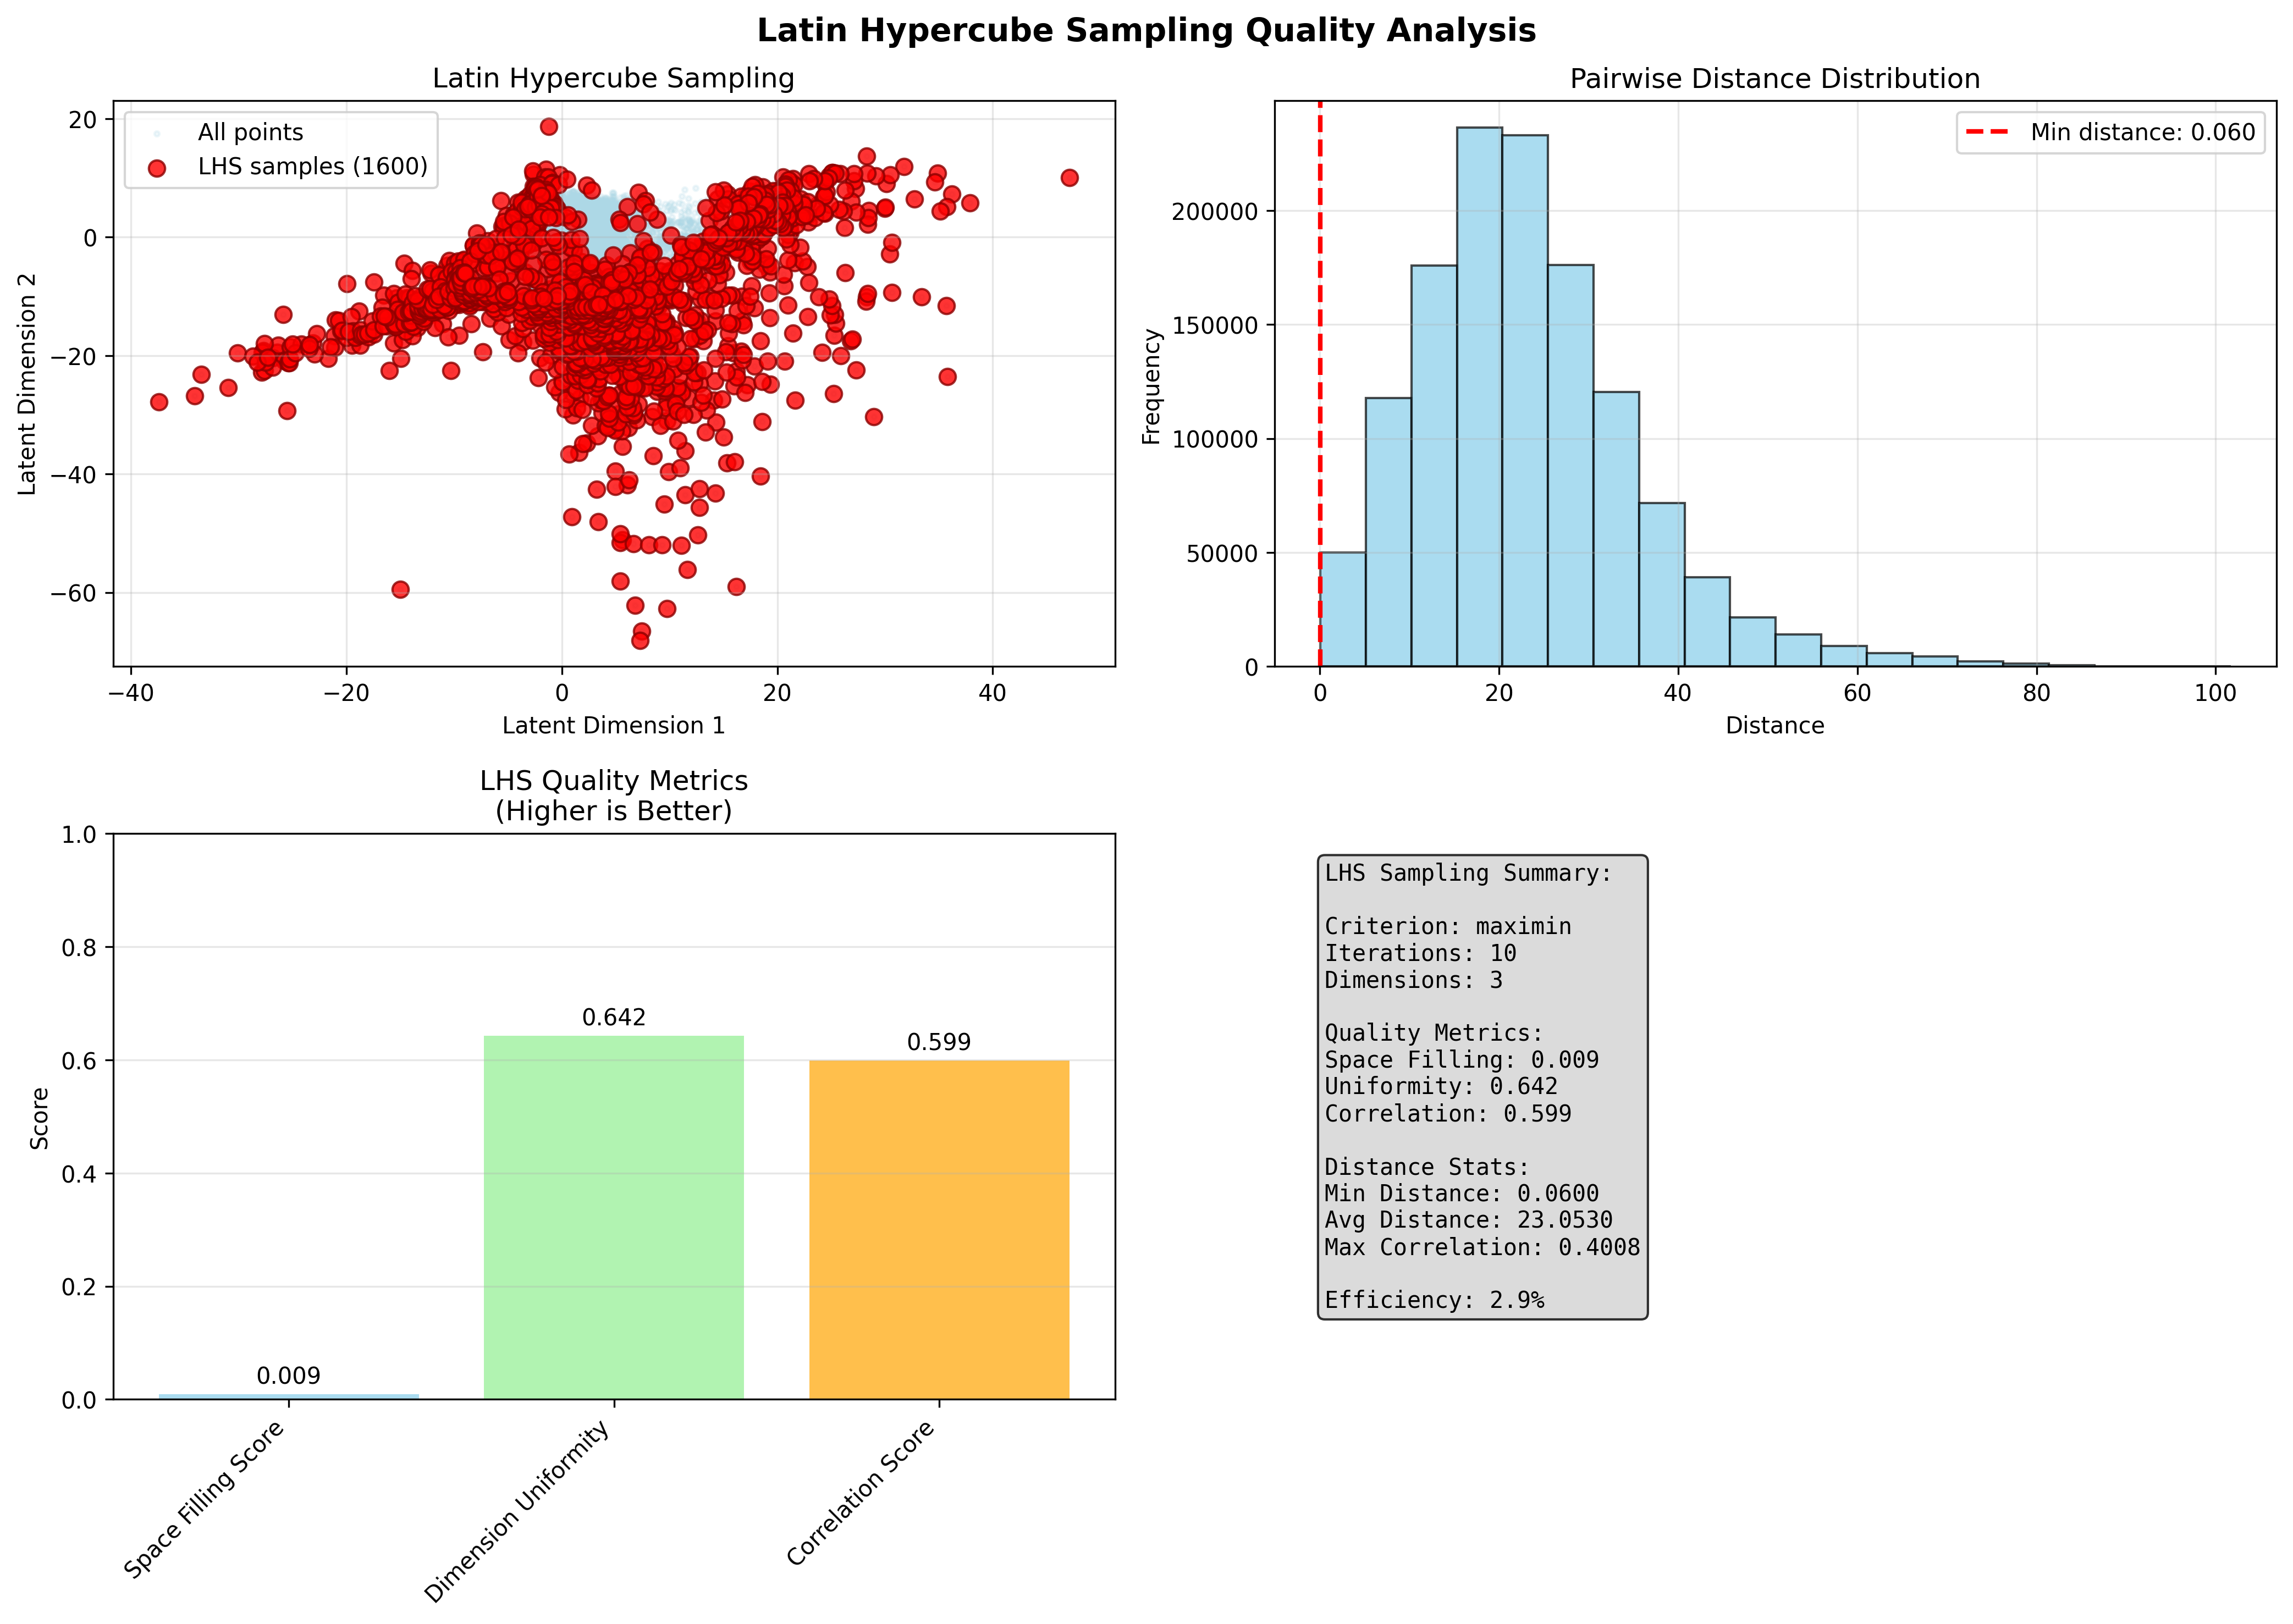 Latin Hypercube Sampling Quality Analysis
Latin Hypercube Sampling
20
0
−20
−40
−60
Latent Dimension 2
All points
LHS samples (1600)
−40
−20
0
20
40
Latent Dimension 1
Pairwise Distance Distribution
Min distance: 0.060
200000
150000
100000
50000
0
Frequency
0
20
40
60
80
100
Distance
LHS Quality Metrics
(Higher is Better)
1.0
0.8
0.6
0.4
0.2
0.0
Score
0.009
0.642
0.599
Space Filling Score
Dimension Uniformity
Correlation Score
LHS Sampling Summary:
Criterion: maximin
Iterations: 10
Dimensions: 3
Quality Metrics:
Space Filling: 0.009
Uniformity: 0.642
Correlation: 0.599
Distance Stats:
Min Distance: 0.0600
Avg Distance: 23.0530
Max Correlation: 0.4008
Efficiency: 2.9%